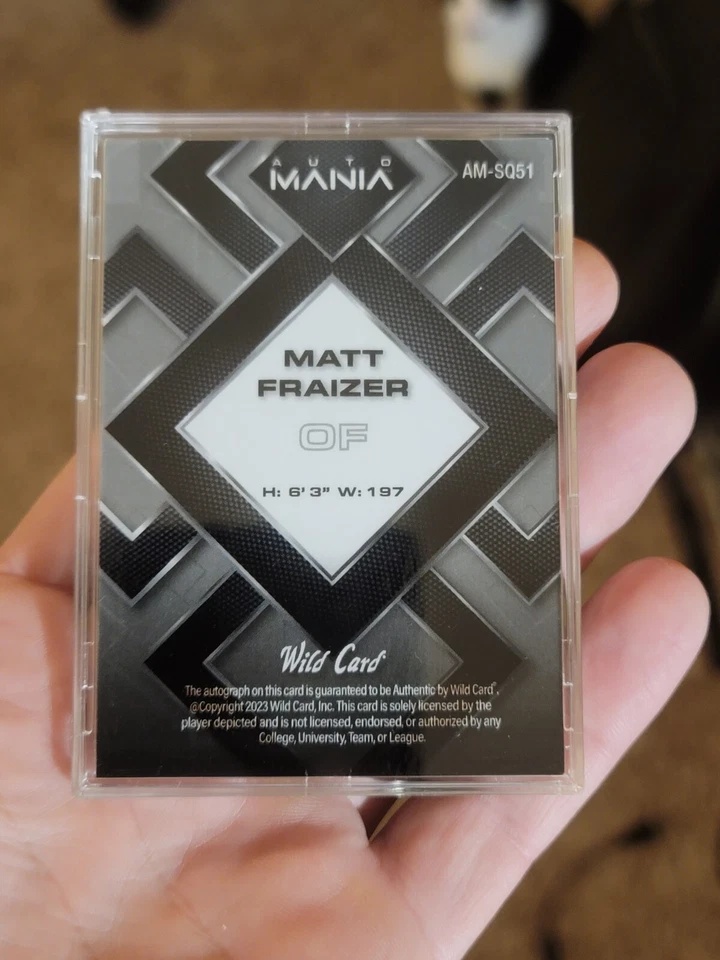 AUTO
MANIA
AM-SQ51
MATT
FRAIZER
OF
H: 6' 3" W: 197
Wild Card®
The autograph on this card is guaranteed to be Authentic by Wild Card®.
©Copyright 2023 Wild Card, Inc. This card is solely licensed by the
player depicted and is not licensed, endorsed, or authorized by any
College, University, Team, or League.